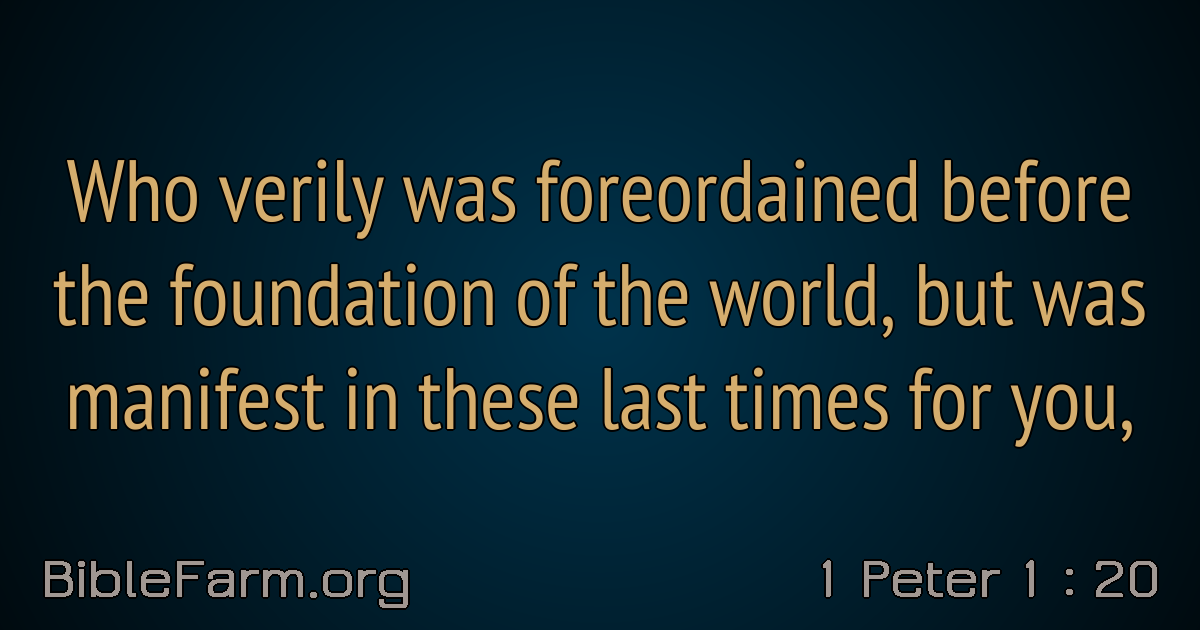 Who verily was foreordained before
the foundation of the world, but was
manifest in these last times for you,
BibleFarm.org
1 Peter 1 : 20